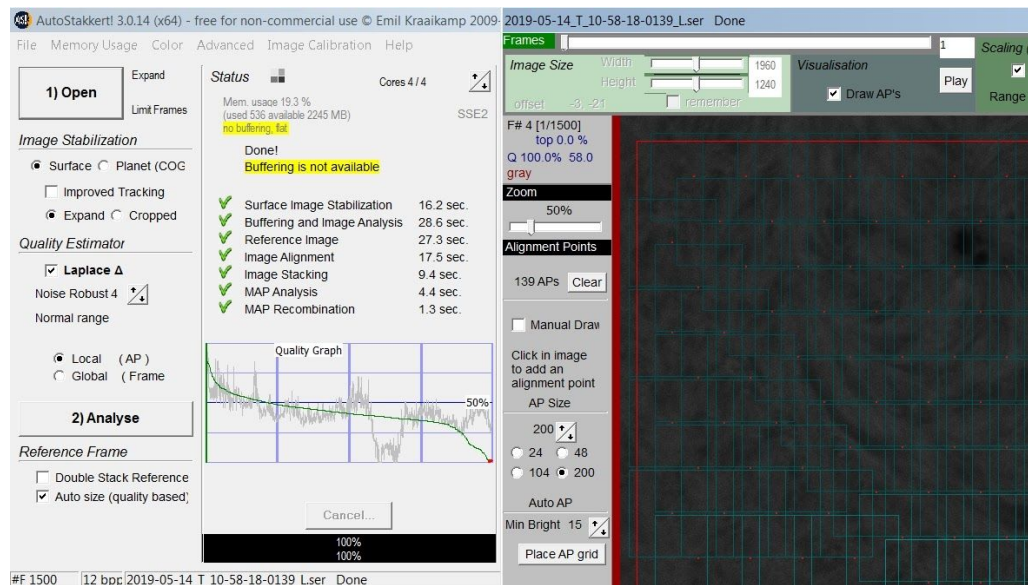 AutoStakkert! 3.0.14 (x64) - free for non-commercial use © Emil Kraaikamp 2009-
File Memory Usage Color Advanced Image Calibration Help
1) Open
Expand
Limit Frames
Image Stabilization
Surface
Planet (COG
Improved Tracking
Expand
Cropped
Quality Estimator
Laplace Δ
Noise Robust 4
Normal range
Local (AP)
Global (Frame
2) Analyse
Reference Frame
Double Stack Reference
Auto size (quality based)
Status
Cores 4 / 4
Mem. usage 19.3 %
(used 536 available 2245 MB)
SSE2
no buffering, flat
Done!
Buffering is not available
Surface Image Stabilization 16.2 sec.
Buffering and Image Analysis 28.6 sec.
Reference Image 27.3 sec.
Image Alignment 17.5 sec.
Image Stacking 9.4 sec.
MAP Analysis 4.4 sec.
MAP Recombination 1.3 sec.
Quality Graph
50%
Cancel...
100%
100%
#F 1500 12 bpp 2019-05-14_T_10-58-18-0139_L.ser Done
2019-05-14_T_10-58-18-0139_L.ser Done
Frames
1
Image Size
Width
1960
Height
1240
offset -3, -21
remember
Visualisation
Draw AP's
Play
Scaling (
Range
F# 4 [1/1500]
top 0.0 %
Q 100.0% 58.0
gray
Zoom
50%
Alignment Points
139 APs
Clear
Manual Draw
Click in image
to add an
alignment point
AP Size
200
24 48
104 200
Auto AP
Min Bright 15
Place AP grid